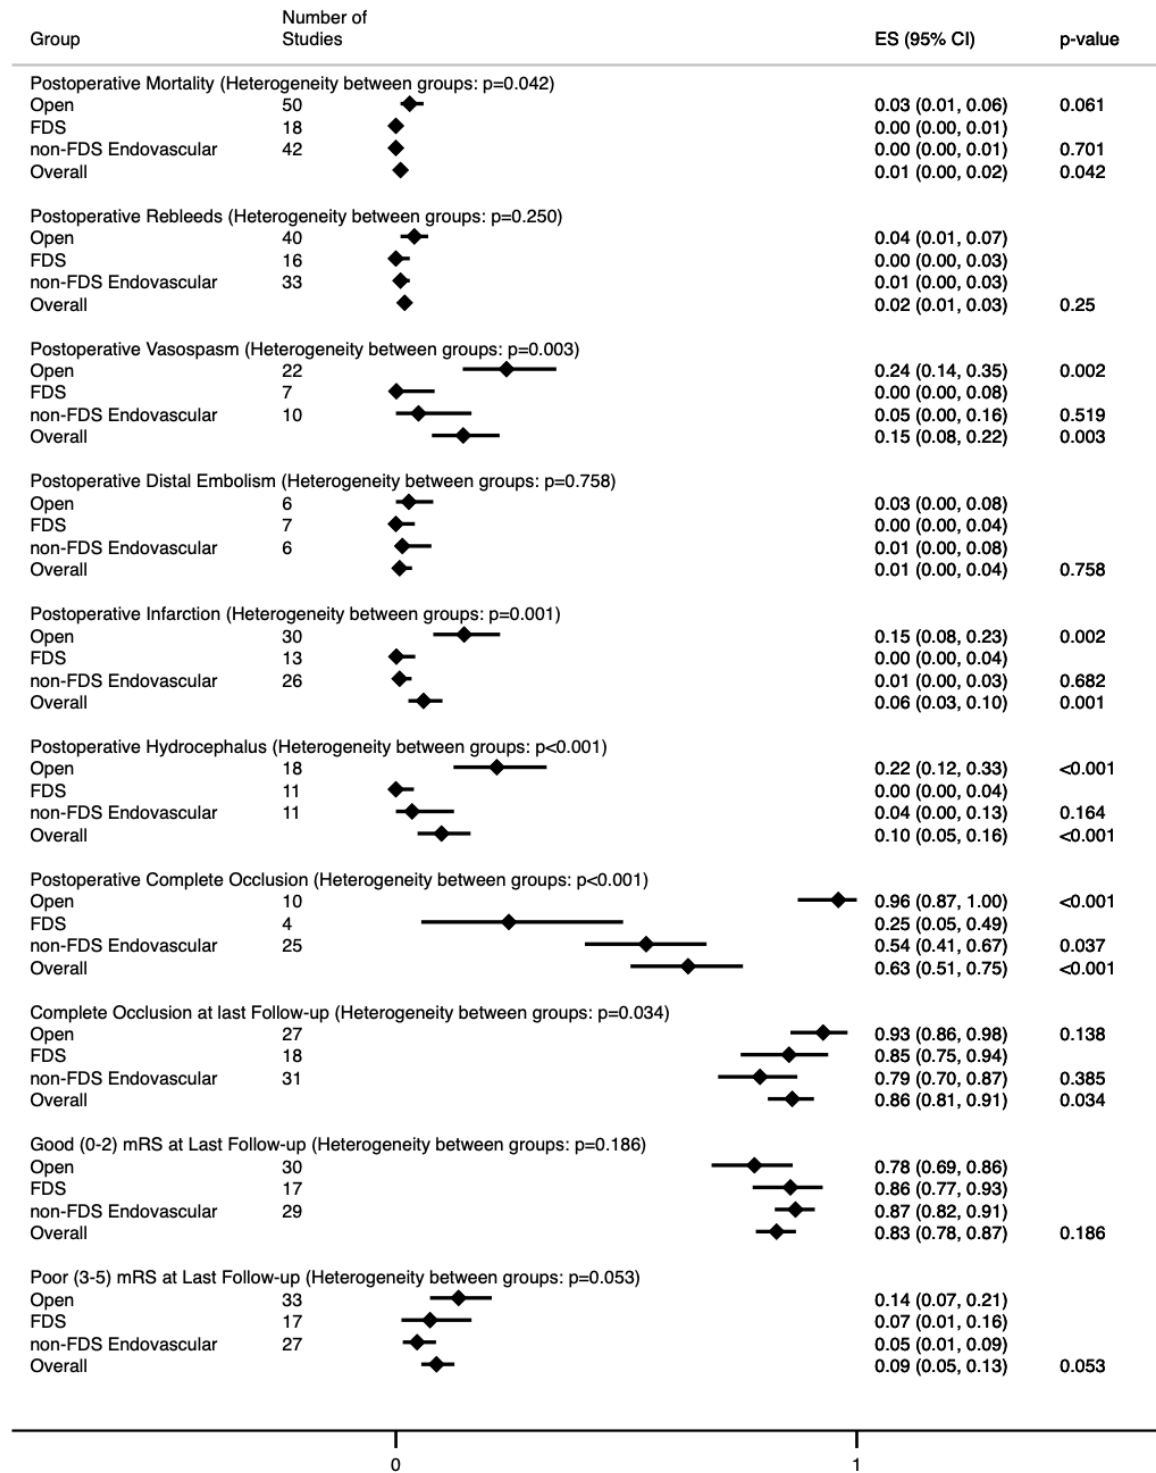 Number of
Group Studies ES (95% CI) p-value
Postoperative Mortality (Heterogeneity between groups: p=0.042)
Open 50 0.03 (0.01, 0.06) 0.061
FDS 18 0.00 (0.00, 0.01)
non-FDS Endovascular 42 0.00 (0.00, 0.01) 0.701
Overall 0.01 (0.00, 0.02) 0.042
Postoperative Rebleeds (Heterogeneity between groups: p=0.250)
Open 40 0.04 (0.01, 0.07)
FDS 16 0.00 (0.00, 0.03)
non-FDS Endovascular 33 0.01 (0.00, 0.03)
Overall 0.02 (0.01, 0.03) 0.25
Postoperative Vasospasm (Heterogeneity between groups: p=0.003)
Open 22 0.24 (0.14, 0.35) 0.002
FDS 7 0.00 (0.00, 0.08)
non-FDS Endovascular 10 0.05 (0.00, 0.16) 0.519
Overall 0.15 (0.08, 0.22) 0.003
Postoperative Distal Embolism (Heterogeneity between groups: p=0.758)
Open 6 0.03 (0.00, 0.08)
FDS 7 0.00 (0.00, 0.04)
non-FDS Endovascular 6 0.01 (0.00, 0.08)
Overall 0.01 (0.00, 0.04) 0.758
Postoperative Infarction (Heterogeneity between groups: p=0.001)
Open 30 0.15 (0.08, 0.23) 0.002
FDS 13 0.00 (0.00, 0.04)
non-FDS Endovascular 26 0.01 (0.00, 0.03) 0.682
Overall 0.06 (0.03, 0.10) 0.001
Postoperative Hydrocephalus (Heterogeneity between groups: p<0.001)
Open 18 0.22 (0.12, 0.33) <0.001
FDS 11 0.00 (0.00, 0.04)
non-FDS Endovascular 11 0.04 (0.00, 0.13) 0.164
Overall 0.10 (0.05, 0.16) <0.001
Postoperative Complete Occlusion (Heterogeneity between groups: p<0.001)
Open 10 0.96 (0.87, 1.00) <0.001
FDS 4 0.25 (0.05, 0.49)
non-FDS Endovascular 25 0.54 (0.41, 0.67) 0.037
Overall 0.63 (0.51, 0.75) <0.001
Complete Occlusion at last Follow-up (Heterogeneity between groups: p=0.034)
Open 27 0.93 (0.86, 0.98) 0.138
FDS 18 0.85 (0.75, 0.94)
non-FDS Endovascular 31 0.79 (0.70, 0.87) 0.385
Overall 0.86 (0.81, 0.91) 0.034
Good (0-2) mRS at Last Follow-up (Heterogeneity between groups: p=0.186)
Open 30 0.78 (0.69, 0.86)
FDS 17 0.86 (0.77, 0.93)
non-FDS Endovascular 29 0.87 (0.82, 0.91)
Overall 0.83 (0.78, 0.87) 0.186
Poor (3-5) mRS at Last Follow-up (Heterogeneity between groups: p=0.053)
Open 33 0.14 (0.07, 0.21)
FDS 17 0.07 (0.01, 0.16)
non-FDS Endovascular 27 0.05 (0.01, 0.09)
Overall 0.09 (0.05, 0.13) 0.053
0 1